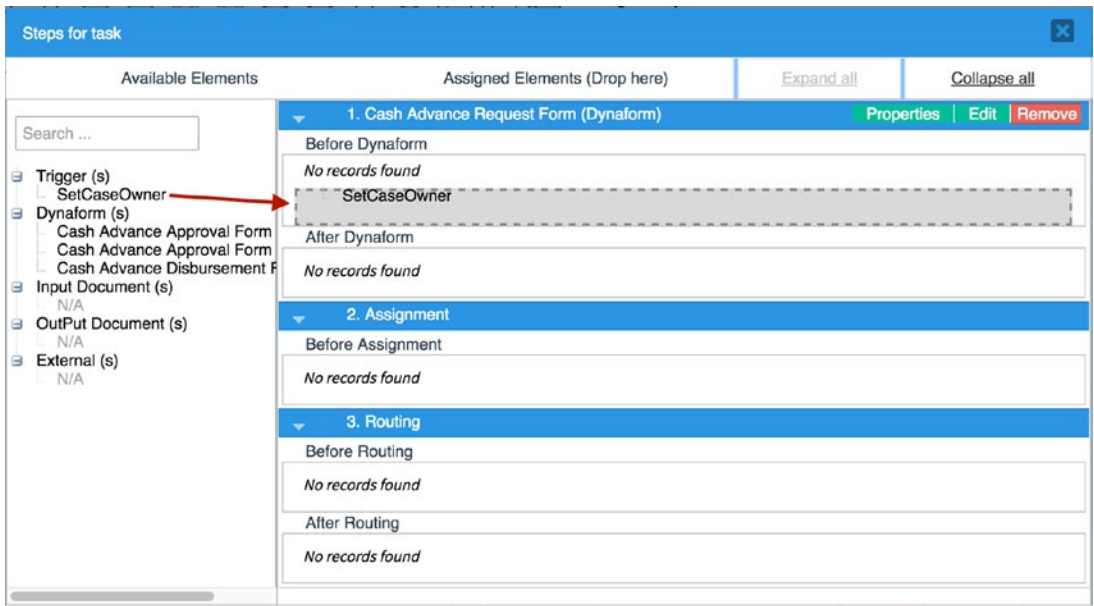 Steps for task
Available Elements
Assigned Elements (Drop here)
Expand all
Collapse all
Search ...
Trigger (s)
SetCaseOwner
Dynaform (s)
Cash Advance Approval Form
Cash Advance Approval Form
Cash Advance Disbursement F
Input Document (s)
N/A
OutPut Document (s)
N/A
External (s)
N/A
1. Cash Advance Request Form (Dynaform)
Properties
Edit
Remove
Before Dynaform
No records found
SetCaseOwner
After Dynaform
No records found
2. Assignment
Before Assignment
No records found
3. Routing
Before Routing
No records found
After Routing
No records found